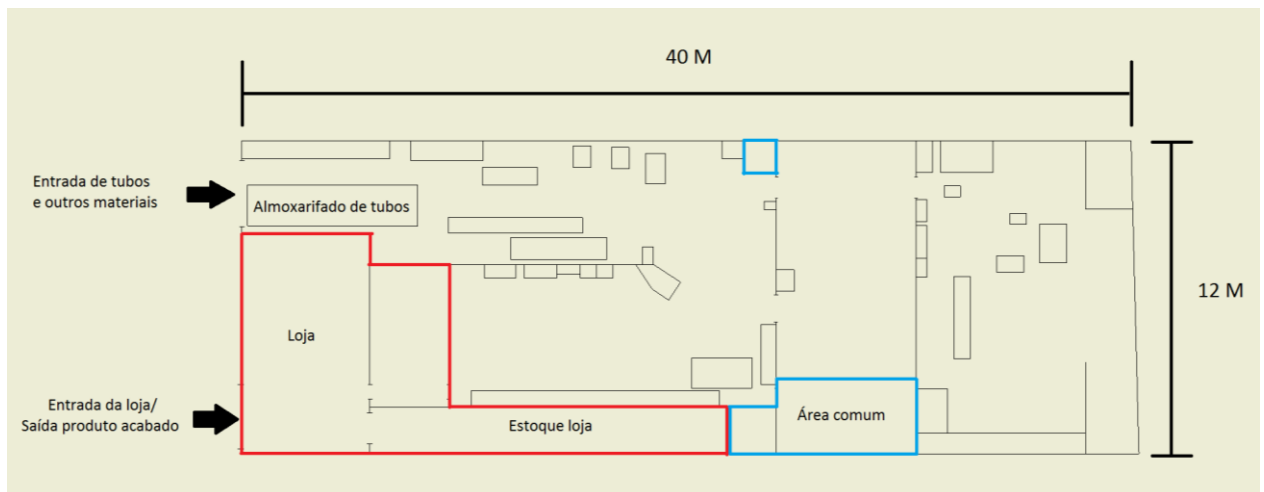 40 M
Entrada de tubos
e outros materiais
Almoxarifado de tubos
12 M
Loja
Entrada da loja/
Saída produto acabado
Estoque loja
Área comum